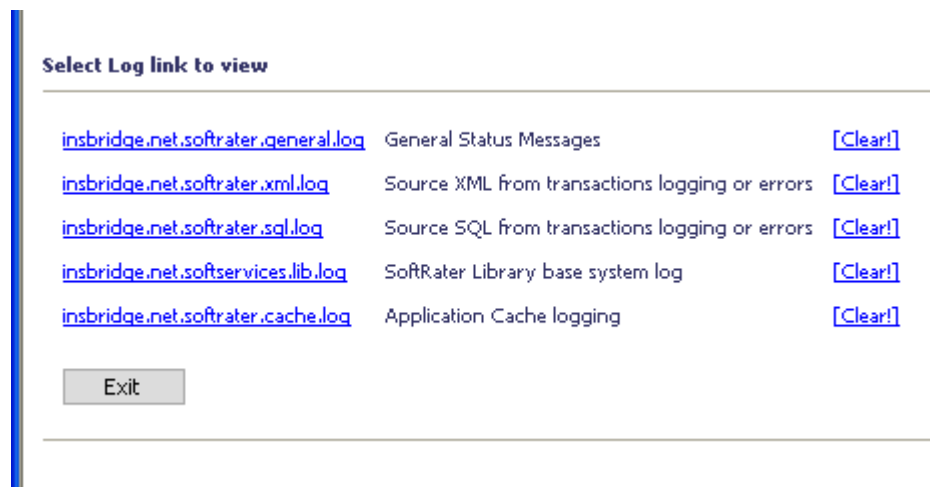 Select Log link to view
insbridge.net.softrater.general.log General Status Messages [Clear!]
insbridge.net.softrater.xml.log Source XML from transactions logging or errors [Clear!]
insbridge.net.softrater.sql.log Source SQL from transactions logging or errors [Clear!]
insbridge.net.softservices.lib.log SoftRater Library base system log [Clear!]
insbridge.net.softrater.cache.log Application Cache logging [Clear!]
Exit